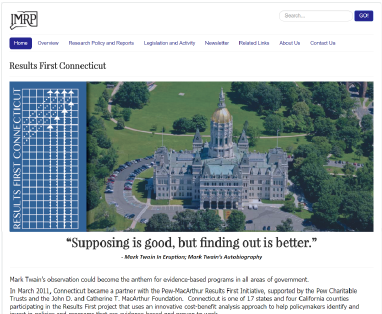 IMRP
Search... GO!
Home Overview Research Policy and Reports Legislation and Activity Newsletter Related Links About Us Contact Us
Results First Connecticut
RESULTS FIRST CONNECTICUT
“Supposing is good, but finding out is better.”
- Mark Twain in Eruption; Mark Twain's Autobiography
Mark Twain's observation could become the anthem for evidence-based programs in all areas of government.
In March 2011, Connecticut became a partner with the Pew-MacArthur Results First Initiative, supported by the Pew Charitable
Trusts and the John D. and Catherine T. MacArthur Foundation. Connecticut is one of 17 states and four California counties
participating in the Results First project that uses an innovative cost-benefit analysis approach to help policymakers identify and